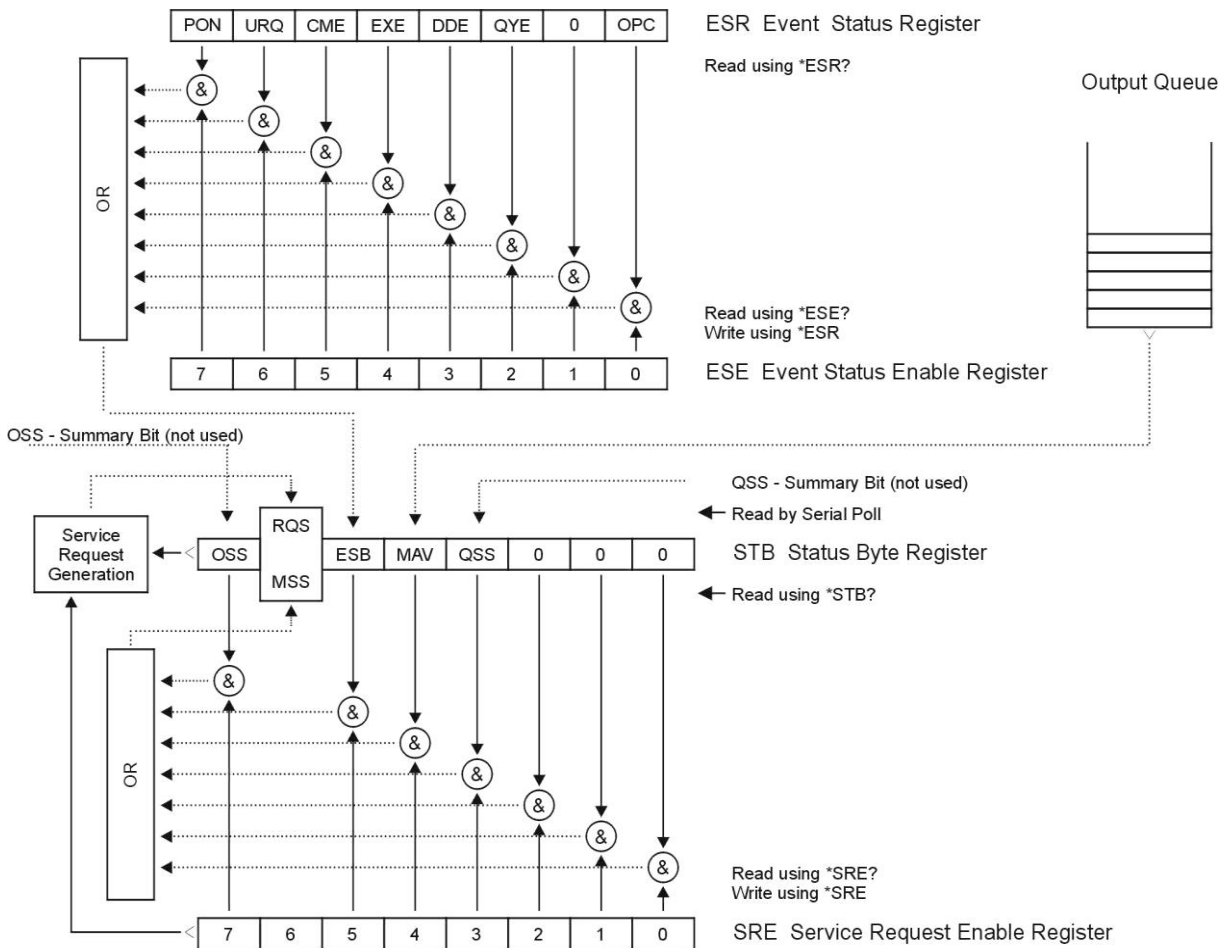 PON URQ CME EXE DDE QYE 0 OPC ESR Event Status Register
Read using *ESR?
Output Queue
&
&
&
&
&
&
&
&
OR
Read using *ESE?
Write using *ESR
7 6 5 4 3 2 1 0 ESE Event Status Enable Register
OSS - Summary Bit (not used)
QSS - Summary Bit (not used)
Read by Serial Poll
Service
Request
Generation
OSS RQS ESB MAV QSS 0 0 0 STB Status Byte Register
MSS
Read using *STB?
&
&
&
&
&
&
&
OR
Read using *SRE?
Write using *SRE
7 6 5 4 3 2 1 0 SRE Service Request Enable Register